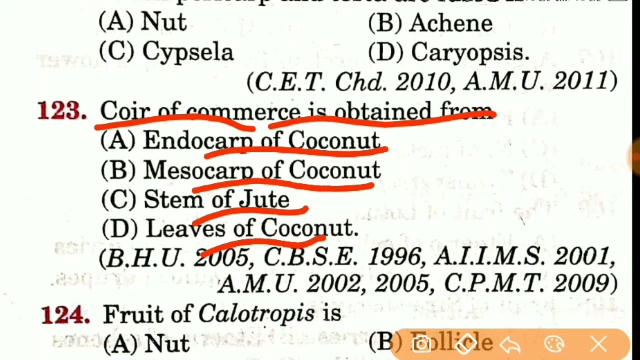 (A) Nut (B) Achene
(C) Cypsela (D) Caryopsis.
(C.E.T. Chd. 2010, A.M.U. 2011)
123. Coir of commerce is obtained from
(A) Endocarp of Coconut
(B) Mesocarp of Coconut
(C) Stem of Jute
(D) Leaves of Coconut.
(B.H.U. 2005, C.B.S.E. 1996, A.I.I.M.S. 2001,
A.M.U. 2002, 2005, C.P.M.T. 2009)
124. Fruit of Calotropis is
(A) Nut (B) Follicle